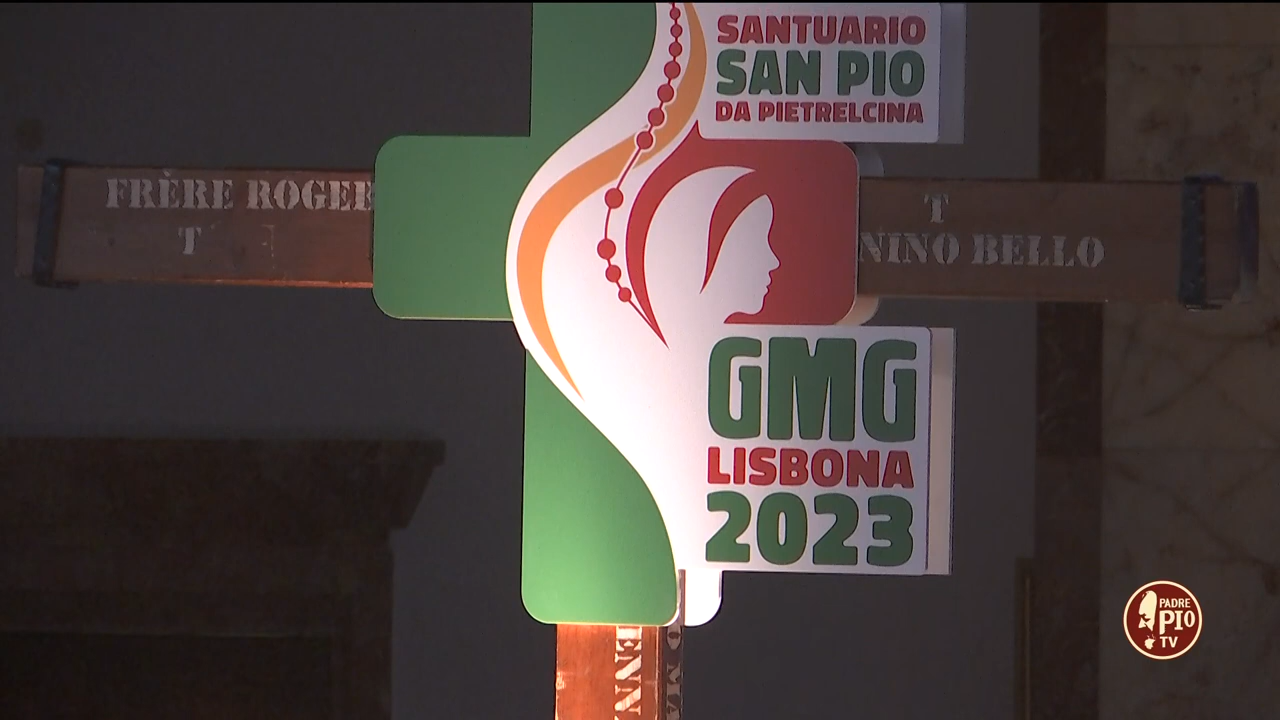 SANTUARIO
SAN PIO
DA PIETRELCINA
FRÈRE ROGER
T
T
NINO BELLO
GMG
LISBONA
2023
PADRE
PIO
TV